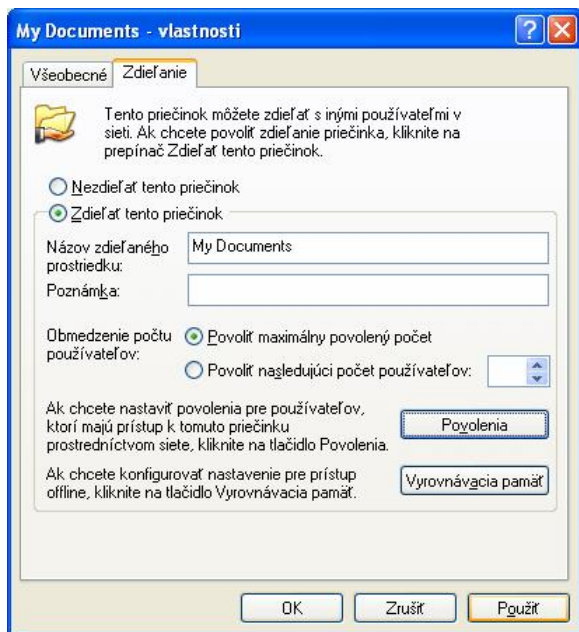 My Documents - vlastnosti
Všeobecné Zdieľanie
Tento priečinok môžete zdieľať s inými používateľmi v
sieti. Ak chcete povoliť zdieľanie priečinka, kliknite na
prepínač Zdieľať tento priečinok.
Nezdieľať tento priečinok
Zdieľať tento priečinok
Názov zdieľaného
prostriedku:
My Documents
Poznámka:
Obmedzenie počtu
používateľov:
Povoliť maximálny povolený počet
Povoliť nasledujúci počet používateľov:
Ak chcete nastaviť povolenia pre používateľov,
ktorí majú prístup k tomuto priečinku
prostredníctvom siete, kliknite na tlačidlo Povolenia.
Povolenia
Ak chcete konfigurovať nastavenie pre prístup
offline, kliknite na tlačidlo Vyrovnávacia pamäť.
Vyrovnávacia pamäť
OK Zrušiť Použiť